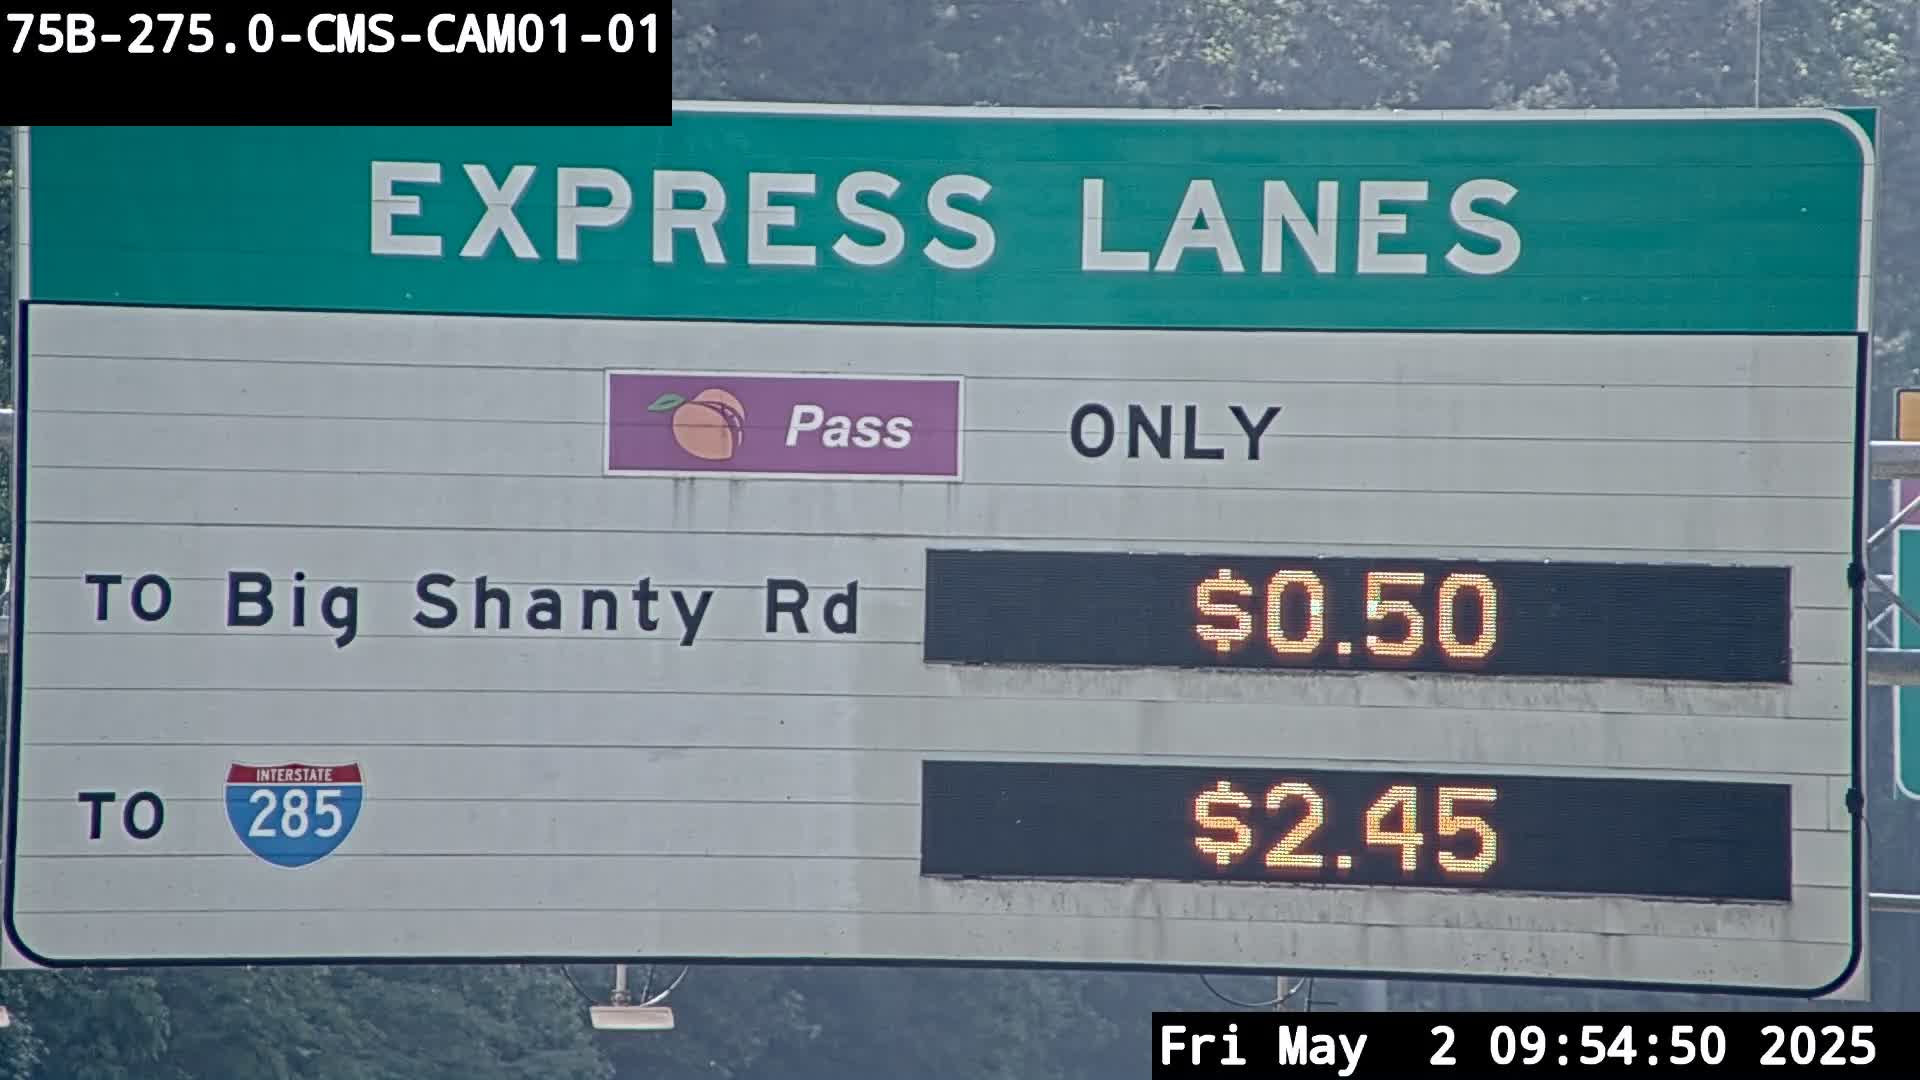 75B-275.0-CMS-CAM01-01
EXPRESS LANES
Pass ONLY
TO Big Shanty Rd $0.50
INTERSTATE
TO 285 $2.45
Fri May 2 09:54:50 2025